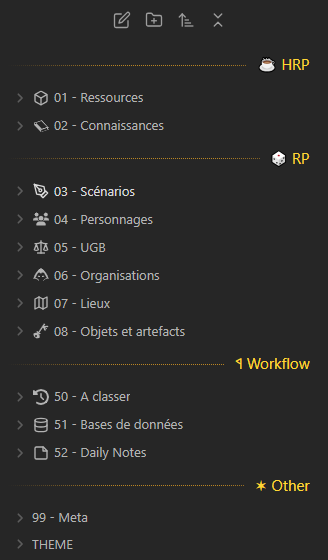 HRP
01 - Ressources
02 - Connaissances
RP
03 - Scénarios
04 - Personnages
05 - UGB
06 - Organisations
07 - Lieux
08 - Objets et artefacts
Workflow
50 - A classer
51 - Bases de données
52 - Daily Notes
Other
99 - Meta
THEME